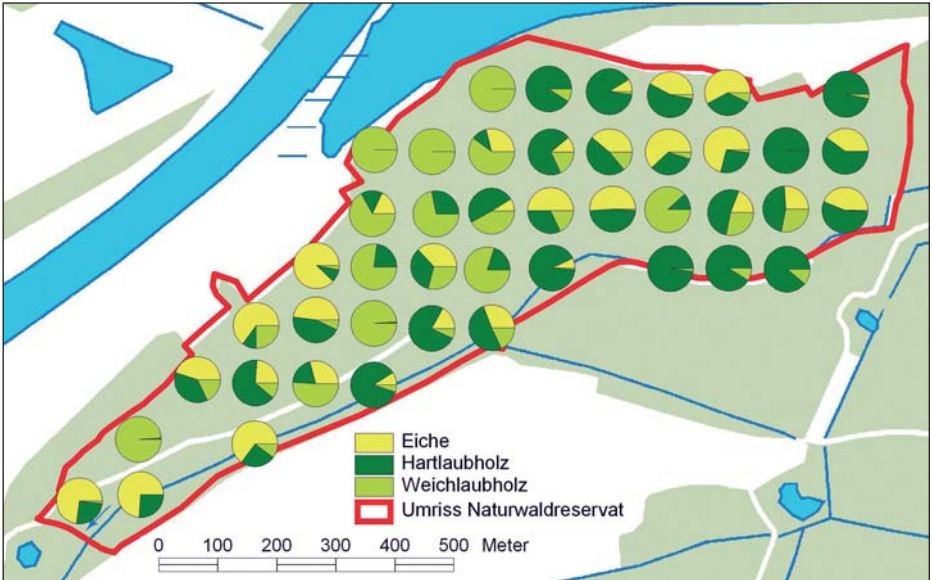 Eiche
Hartlaubholz
Weichlaubholz
Umriss Naturwaldreservat
0 100 200 300 400 500 Meter